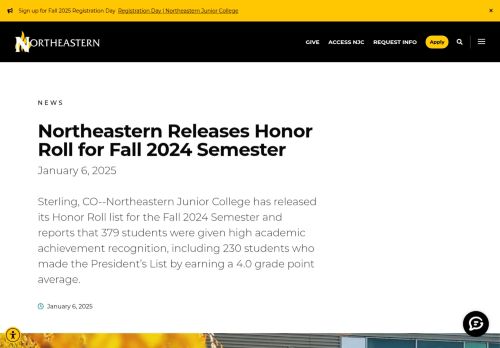 Sign up for Fall 2025 Registration Day Registration Day | Northeastern Junior College ×
NORTHEASTERN GIVE ACCESS NJC REQUEST INFO Apply
NEWS
Northeastern Releases Honor
Roll for Fall 2024 Semester
January 6, 2025
Sterling, CO--Northeastern Junior College has released
its Honor Roll list for the Fall 2024 Semester and
reports that 379 students were given high academic
achievement recognition, including 230 students who
made the President's List by earning a 4.0 grade point
average.
January 6, 2025